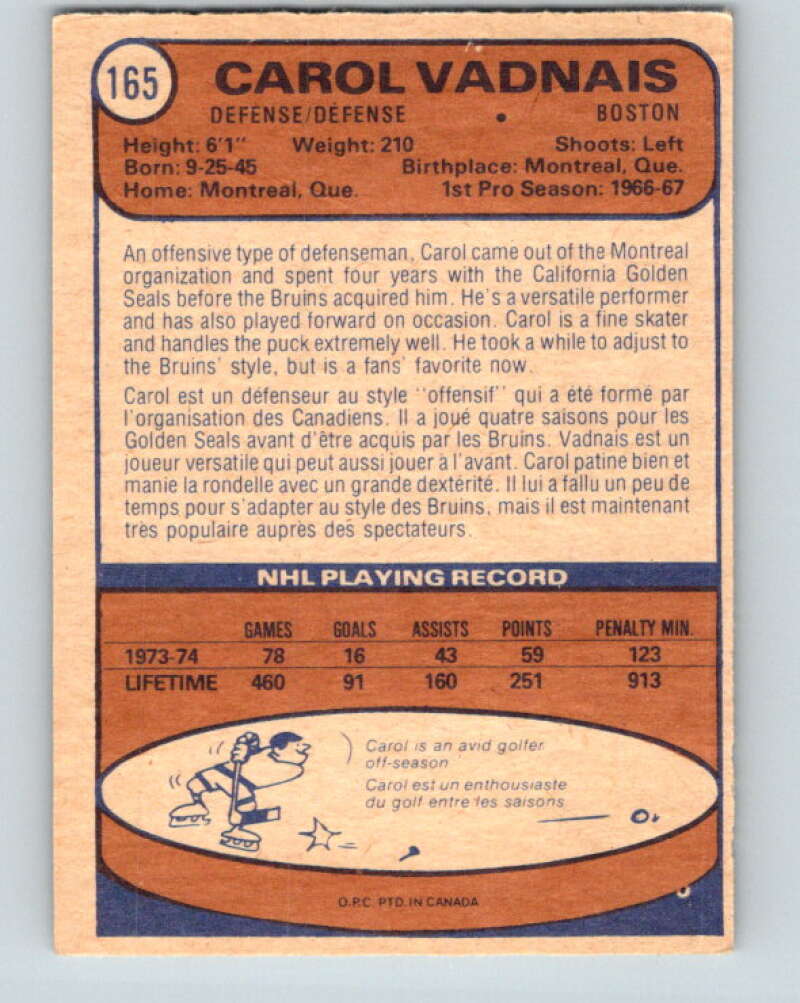 165
CAROL VADNAIS
DEFENSE/DÉFENSE • BOSTON
Height: 6'1" Weight: 210 Shoots: Left
Born: 9-25-45 Birthplace: Montreal, Que.
Home: Montreal, Que. 1st Pro Season: 1966-67
An offensive type of defenseman, Carol came out of the Montreal
organization and spent four years with the California Golden
Seals before the Bruins acquired him. He's a versatile performer
and has also played forward on occasion. Carol is a fine skater
and handles the puck extremely well. He took a while to adjust to
the Bruins' style, but is a fans' favorite now.
Carol est un défenseur au style "offensif" qui a été formé par
l'organisation des Canadiens. Il a joué quatre saisons pour les
Golden Seals avant d'être acquis par les Bruins. Vadnais est un
joueur versatile qui peut aussi jouer à l'avant. Carol patine bien et
manie la rondelle avec un grande dextérité. Il lui a fallu un peu de
temps pour s'adapter au style des Bruins, mais il est maintenant
très populaire auprès des spectateurs.
NHL PLAYING RECORD
GAMES GOALS ASSISTS POINTS PENALTY MIN.
1973-74 78 16 43 59 123
LIFETIME 460 91 160 251 913
Carol is an avid golfer
off-season
Carol est un enthousiaste
du golf entre les saisons
O.P.C. PTD. IN CANADA